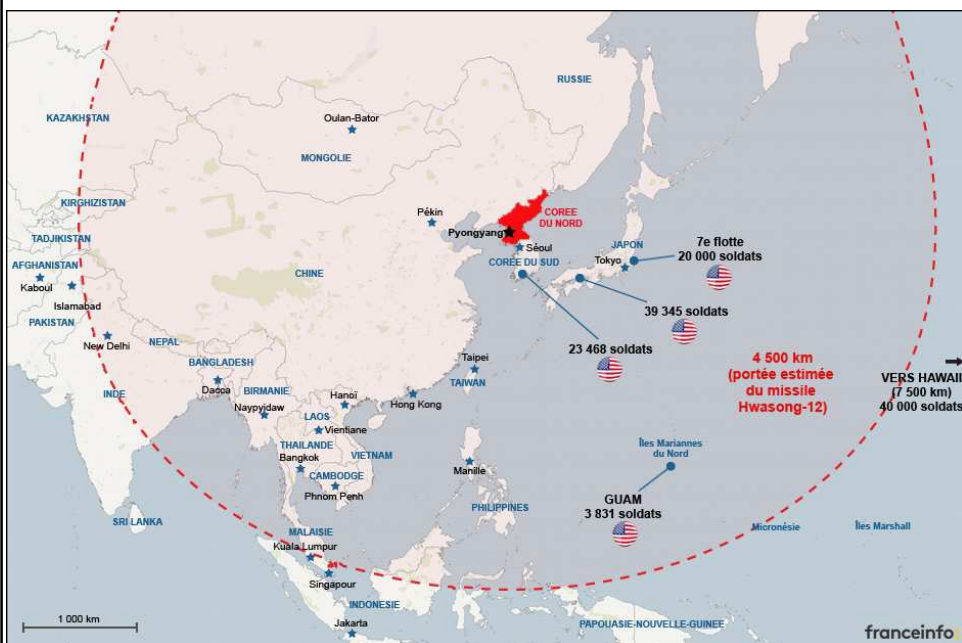 RUSSIE
KAZAKHSTAN
Oulan-Bator
MONGOLIE
KIRGHIZISTAN
Pékin
COREE
DU NORD
Pyongyang
TADJIKISTAN
Séoul
JAPON
7e flotte
20 000 soldats
Tokyo
CORÉE DU SUD
AFGHANISTAN
Kaboul
CHINE
Islamabad
39 345 soldats
PAKISTAN
New Delhi
NEPAL
23 468 soldats
BANGLADESH
Taipei
TAIWAN
4 500 km
(portée estimée
du missile
Hwasong-12)
VERS HAWAII
(7 500 km)
40 000 soldats
INDE
Dacca
BIRMANIE
Naypyidaw
Hanoï
Hong Kong
LAOS
Vientiane
THAILANDE
Bangkok
VIETNAM
Îles Mariannes
du Nord
Manille
CAMBODGE
Phnom Penh
GUAM
3 831 soldats
PHILIPPINES
SRI LANKA
MALAISIE
Micronésie
Îles Marshall
Kuala Lumpur
Singapour
INDONESIE
1 000 km
Jakarta
PAPOUASIE-NOUVELLE-GUINEE
franceinfo